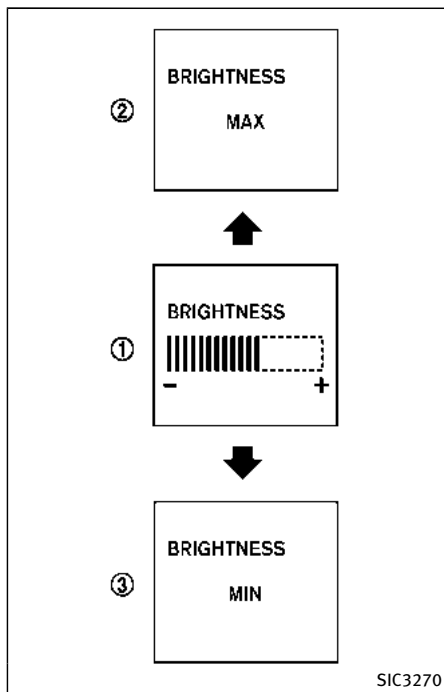 BRIGHTNESS
② MAX
BRIGHTNESS
①
- +
BRIGHTNESS
③ MIN
SIC3270